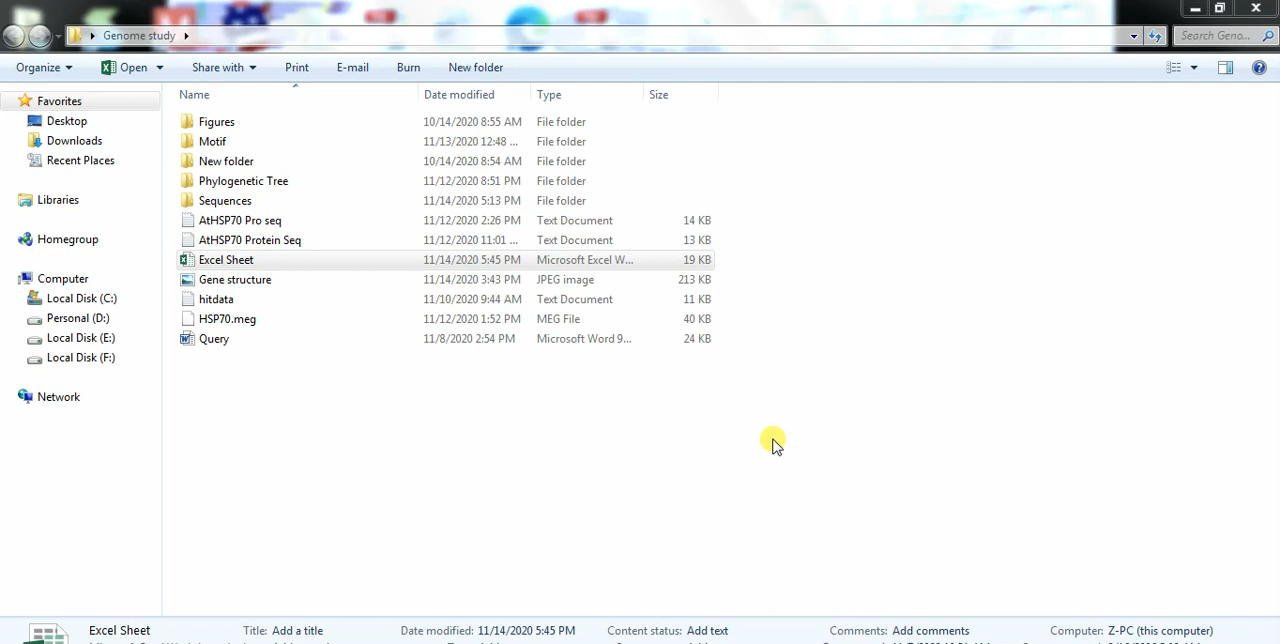 Genome study
Search Geno...
Organize Open Share with Print E-mail Burn New folder
Name Date modified Type Size
Favorites
Desktop
Downloads
Recent Places
Libraries
Homegroup
Computer
Local Disk (C:)
Personal (D:)
Local Disk (E:)
Local Disk (F:)
Network
Figures 10/14/2020 8:55 AM File folder
Motif 11/13/2020 12:48 ... File folder
New folder 10/14/2020 8:54 AM File folder
Phylogenetic Tree 11/12/2020 8:51 PM File folder
Sequences 11/14/2020 5:13 PM File folder
AtHSP70 Pro seq 11/12/2020 2:26 PM Text Document 14 KB
AtHSP70 Protein Seq 11/12/2020 11:01 ... Text Document 13 KB
Excel Sheet 11/14/2020 5:45 PM Microsoft Excel W... 19 KB
Gene structure 11/14/2020 3:43 PM JPEG image 213 KB
hitdata 11/10/2020 9:44 AM Text Document 11 KB
HSP70.meg 11/12/2020 1:52 PM MEG File 40 KB
Query 11/8/2020 2:54 PM Microsoft Word 9... 24 KB
Excel Sheet Title: Add a title Date modified: 11/14/2020 5:45 PM Content status: Add text Comments: Add comments Computer: Z-PC (this computer)